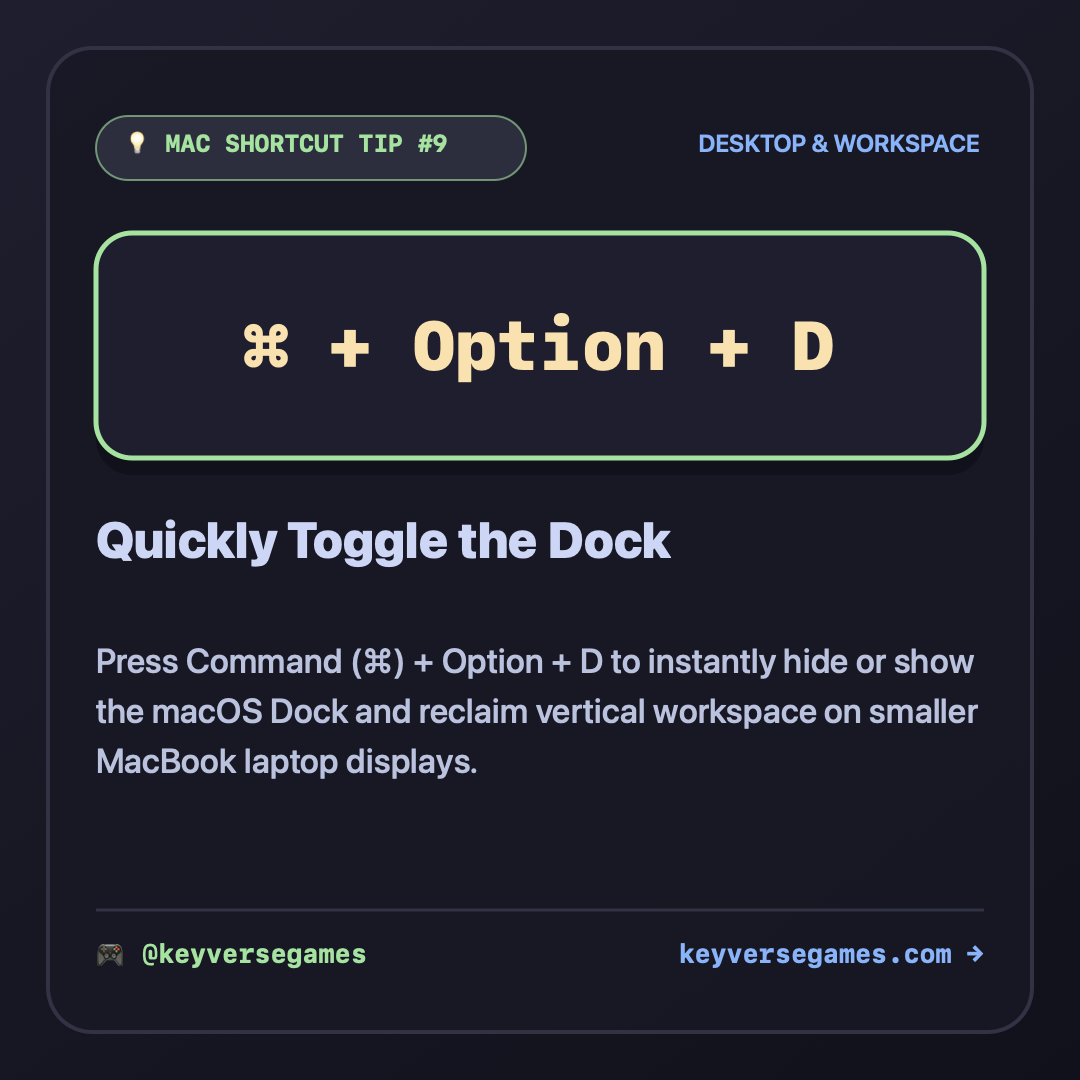 💡 MAC SHORTCUT TIP #9
DESKTOP & WORKSPACE
⌘ + Option + D
Quickly Toggle the Dock
Press Command (⌘) + Option + D to instantly hide or show
the macOS Dock and reclaim vertical workspace on smaller
MacBook laptop displays.
🎮 @keyversegames
keyversegames.com →